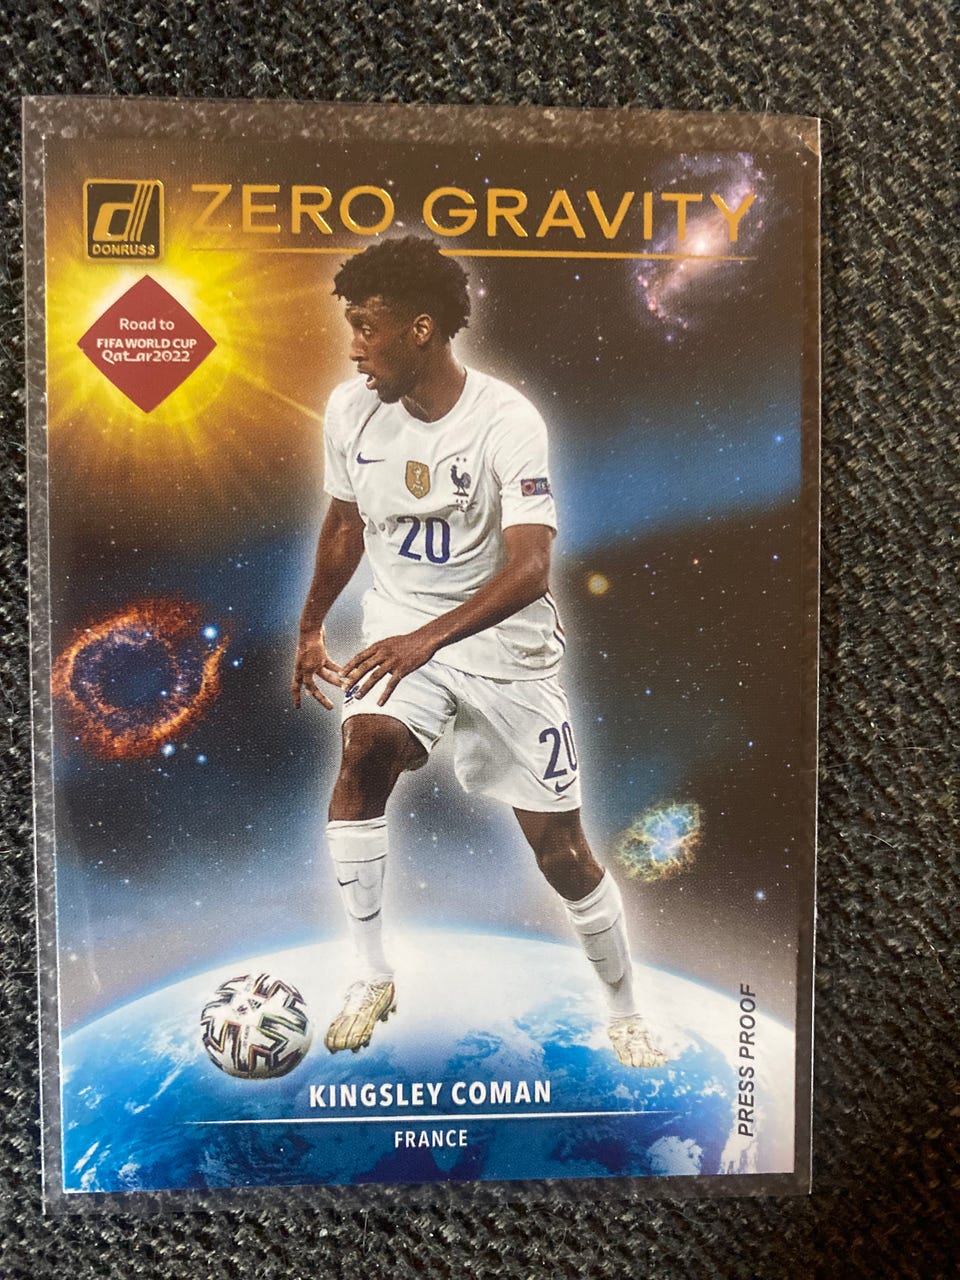 DONRUSS
ZERO GRAVITY
Road to
FIFA WORLD CUP
Qatar2022
20
20
PRESS PROOF
KINGSLEY COMAN
FRANCE